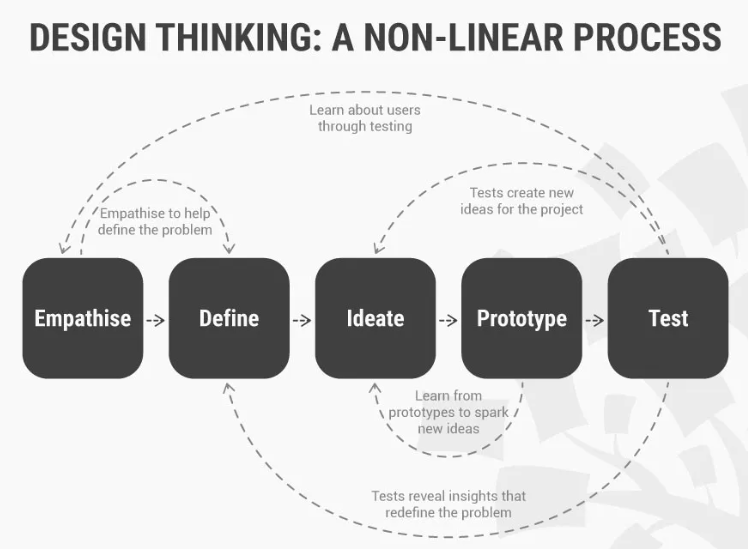 DESIGN THINKING: A NON-LINEAR PROCESS
Learn about users
through testing
Empathise to help
define the problem
Tests create new
ideas for the project
Empathise
Define
Ideate
Prototype
Test
Learn from
prototypes to spark
new ideas
Tests reveal insights that
redefine the problem